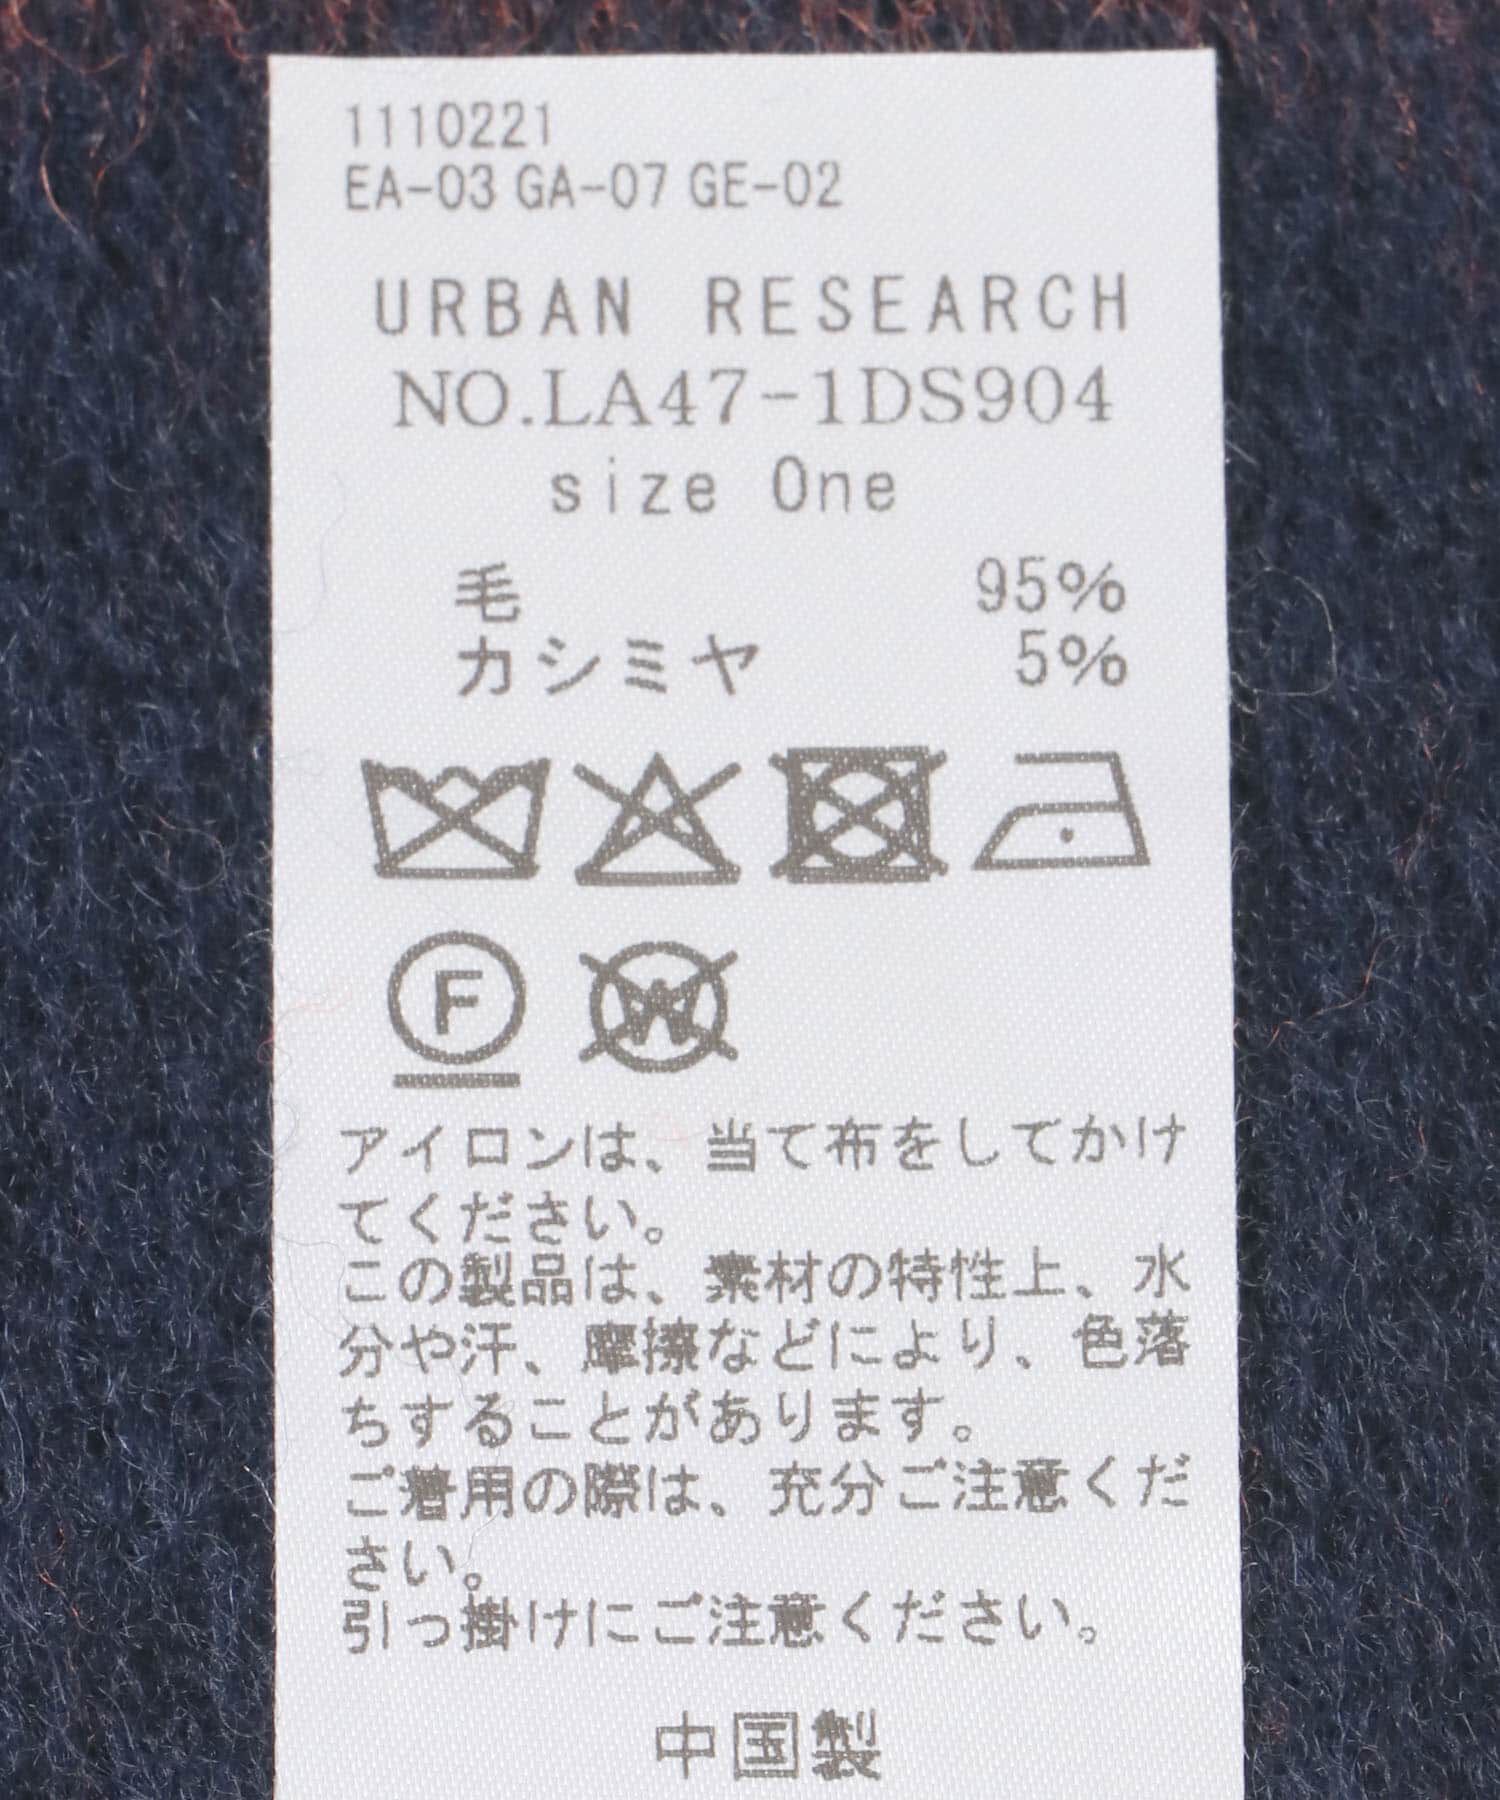 1110221
EA-03 GA-07 GE-02
URBAN RESEARCH
NO.LA47-1DS904
size One
毛 95%
カシミヤ 5%
F W
アイロンは、当て布をしてかけ
てください。
この製品は、素材の特性上、水
分や汗、摩擦などにより、色落
ちすることがあります。
ご着用の際は、充分ご注意くだ
さい。
引っ掛けにご注意ください。
中国製